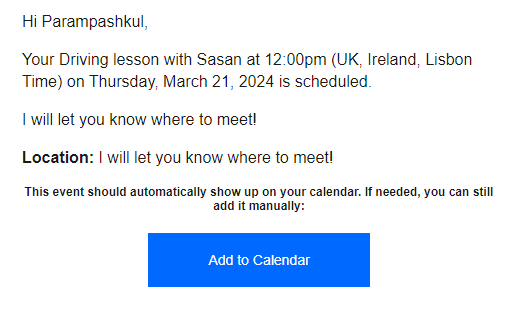 Hi Parampashkul,
Your Driving lesson with Sasan at 12:00pm (UK, Ireland, Lisbon
Time) on Thursday, March 21, 2024 is scheduled.
I will let you know where to meet!
Location: I will let you know where to meet!
This event should automatically show up on your calendar. If needed, you can still
add it manually:
Add to Calendar